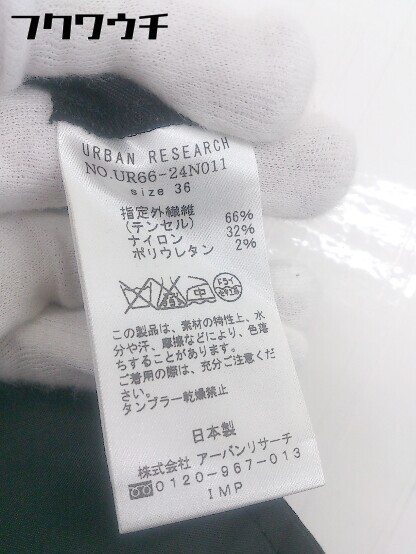 フクワウチ
URBAN RESEARCH
NO.UR66-24N011
size 36
指定外繊維 66%
(テンセル)
ナイロン 32%
ポリウレタン 2%
中
ドライ
この製品は、素材の特性上、水
分や汗、摩擦などにより、色落
ちすることがあります。
ご着用の際は、充分ご注意くだ
さい。
タンブラー乾燥禁止
日本製
株式会社 アーバンリサーチ
0120-967-013
IMP